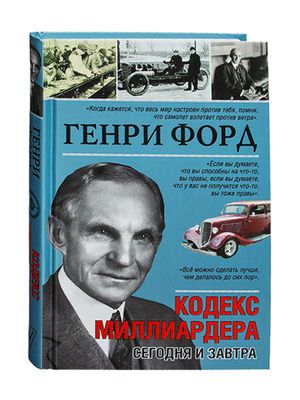 «Когда кажется, что весь мир настроен против тебя, помни,
что самолет взлетает против ветра».
ГЕНРИ ФОРД
«Если вы думаете,
что вы способны на что-то,
вы правы, если вы думаете,
что у вас не получится что-то,
вы тоже правы».
«Всё можно сделать лучше,
чем делалось до сих пор».
КОДЕКС
МИЛЛИАРДЕРА
СЕГОДНЯ И ЗАВТРА
ГЕНРИ
КОДЕКС